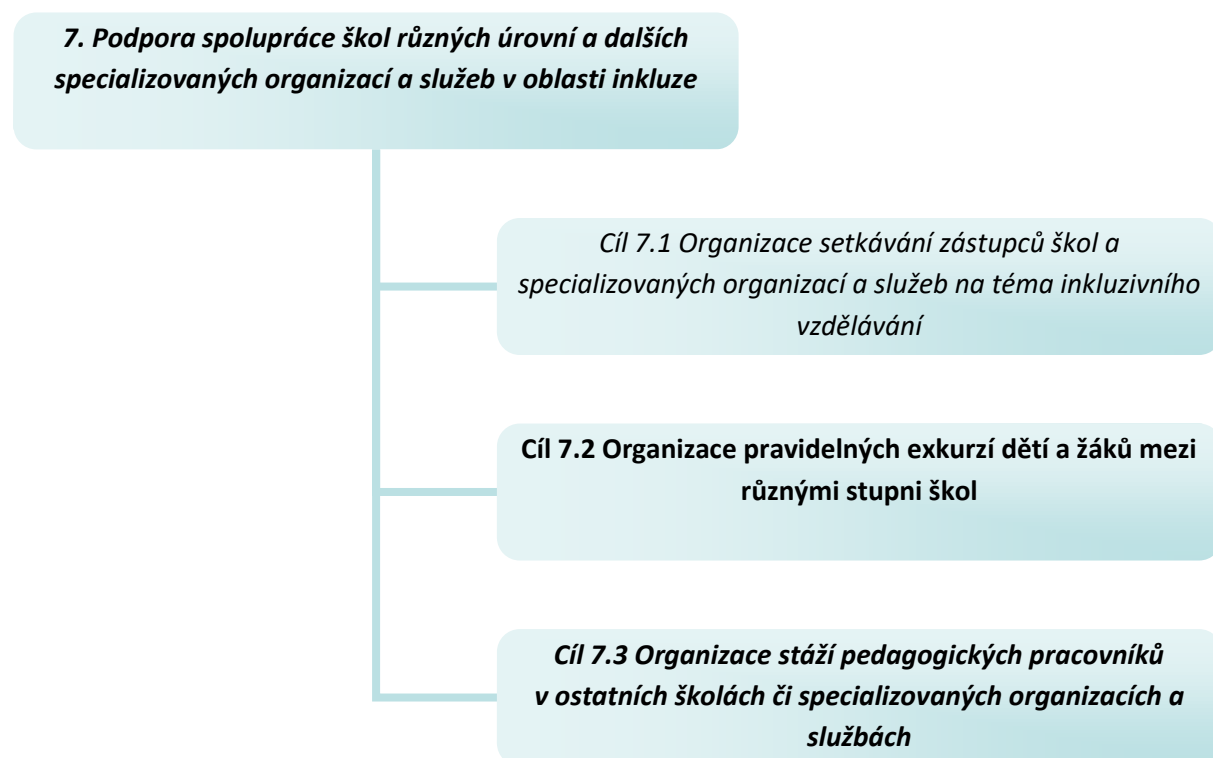 7. Podpora spolupráce škol různých úrovní a dalších
specializovaných organizací a služeb v oblasti inkluze
Cíl 7.1 Organizace setkávání zástupců škol a
specializovaných organizací a služeb na téma inkluzivního
vzdělávání
Cíl 7.2 Organizace pravidelných exkurzí dětí a žáků mezi
různými stupni škol
Cíl 7.3 Organizace stáží pedagogických pracovníků
v ostatních školách či specializovaných organizacích a
službách